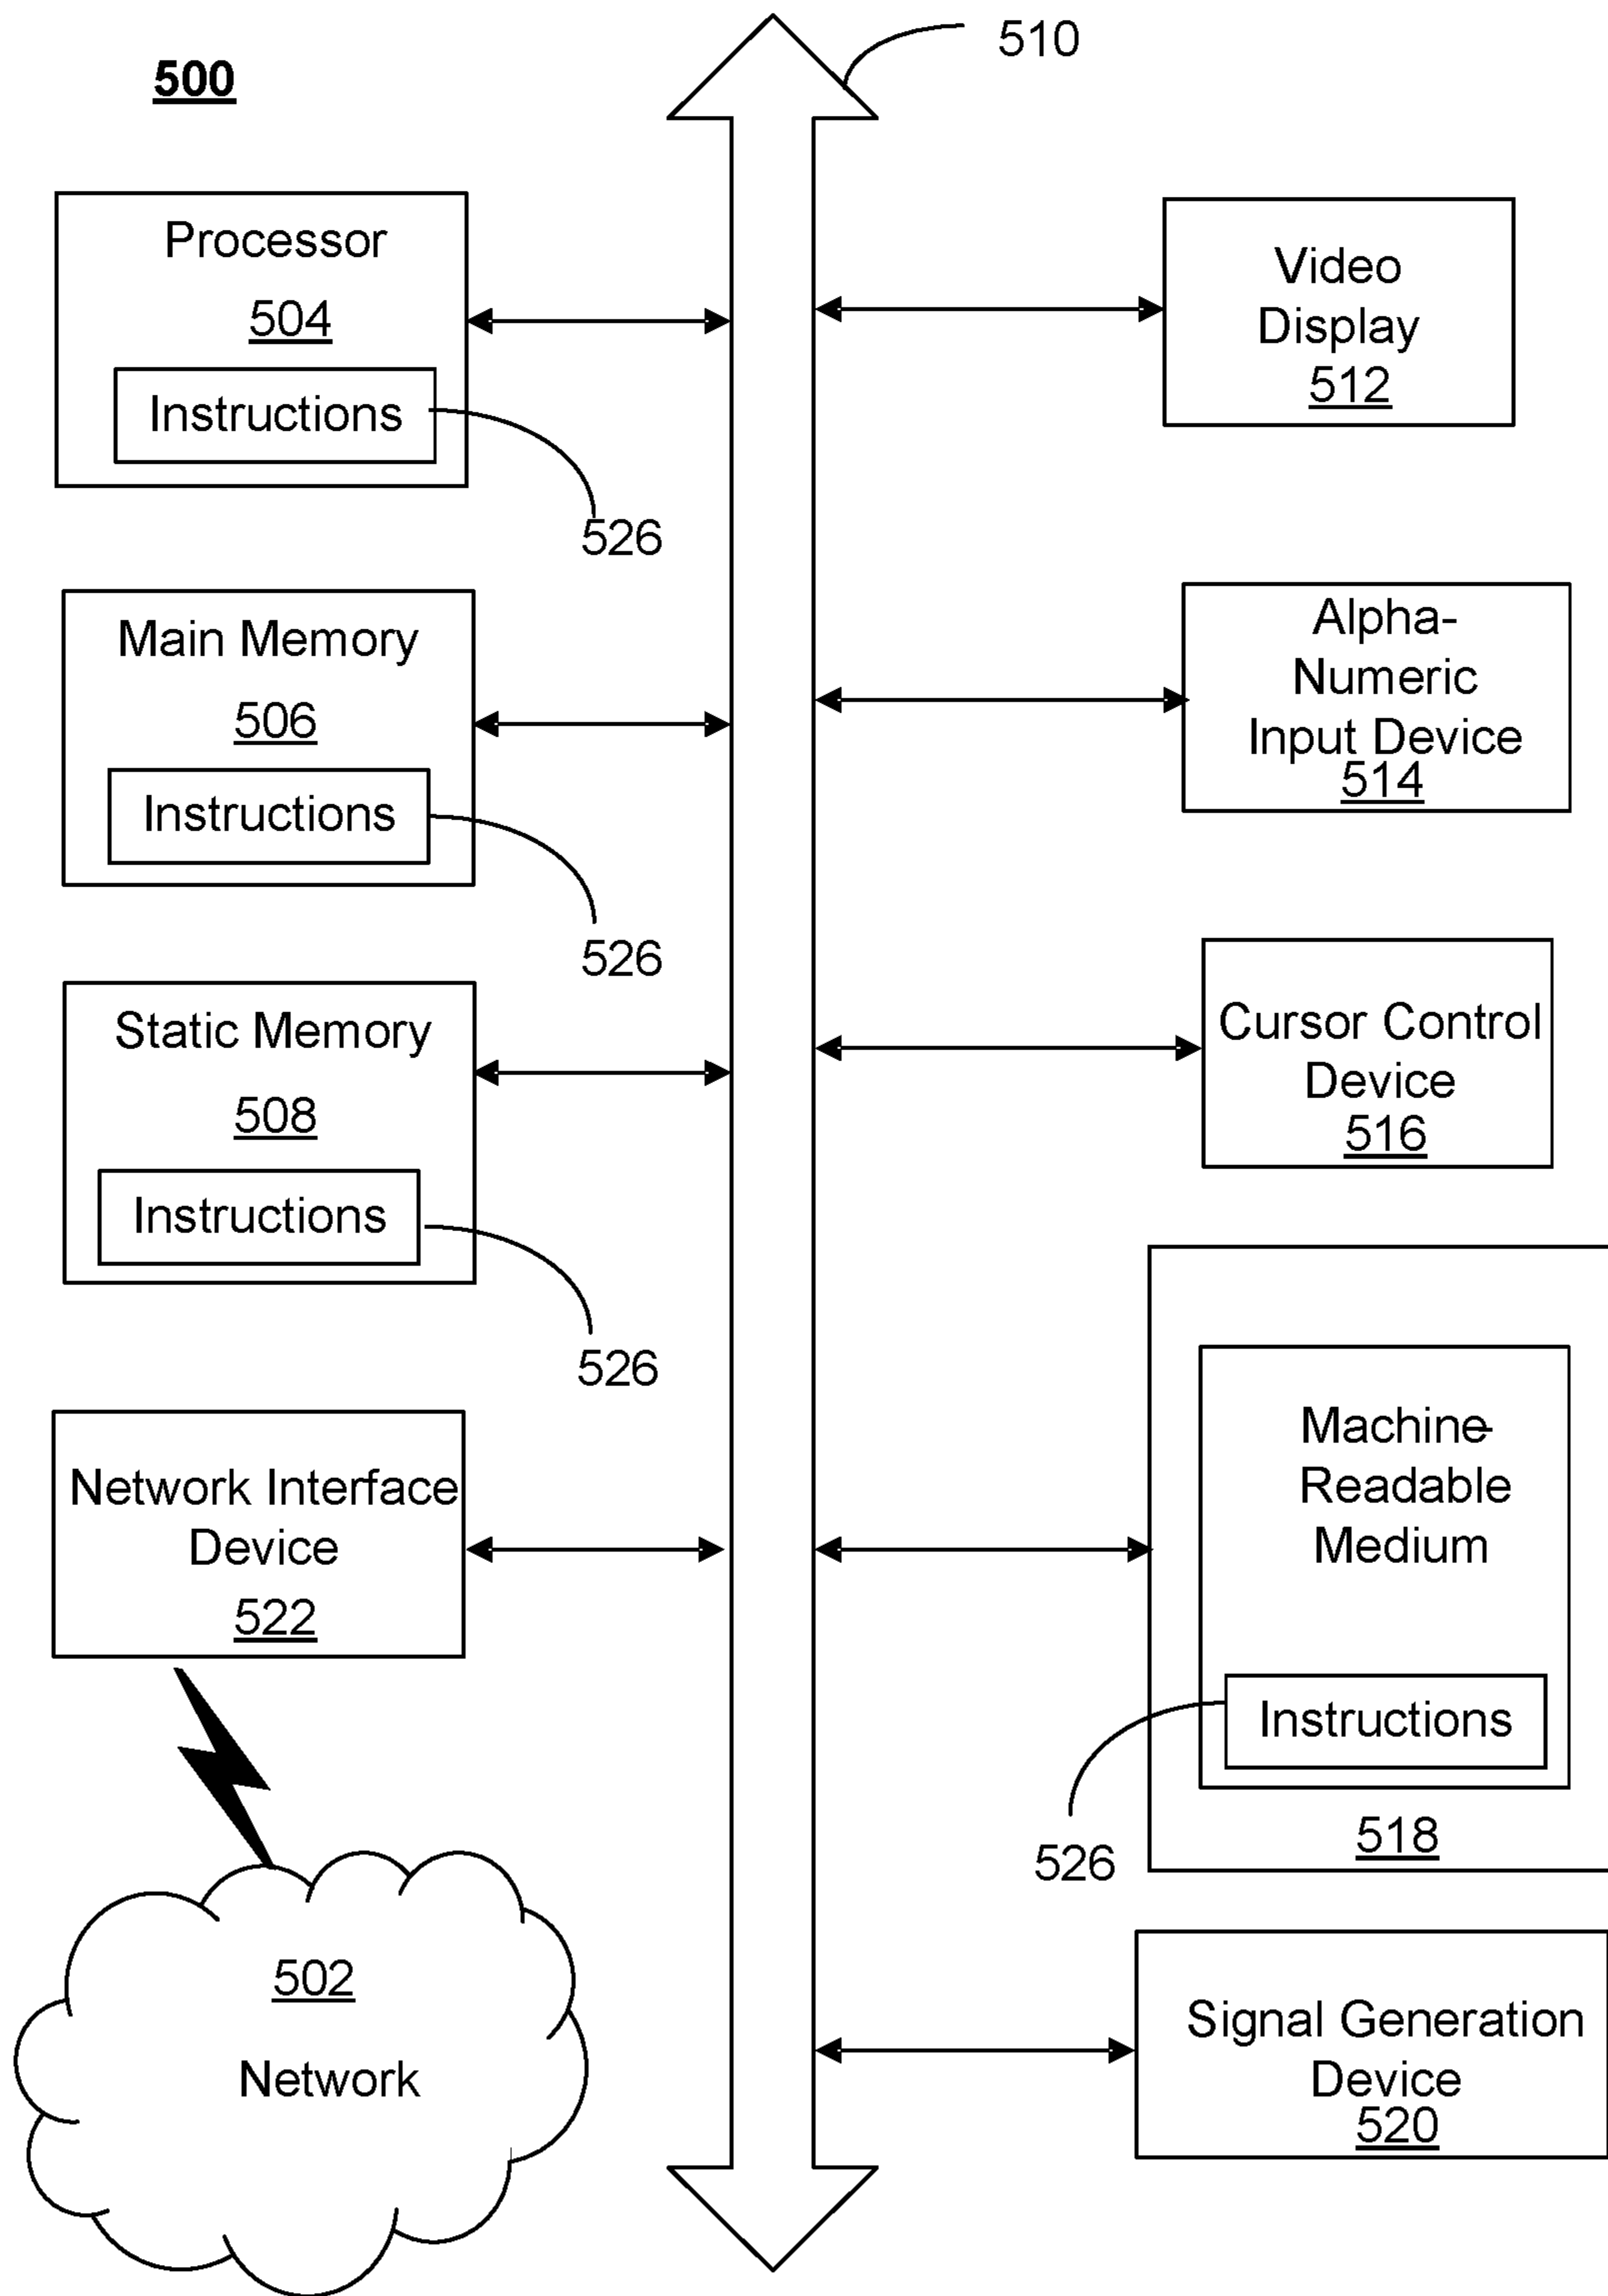 500
510
Processor
504
Instructions
526
Main Memory
506
Instructions
526
Static Memory
508
Instructions
526
Network Interface
Device
522
502
Network
Video
Display
512
Alpha-
Numeric
Input Device
514
Cursor Control
Device
516
Machine-
Readable
Medium
Instructions
526
518
Signal Generation
Device
520